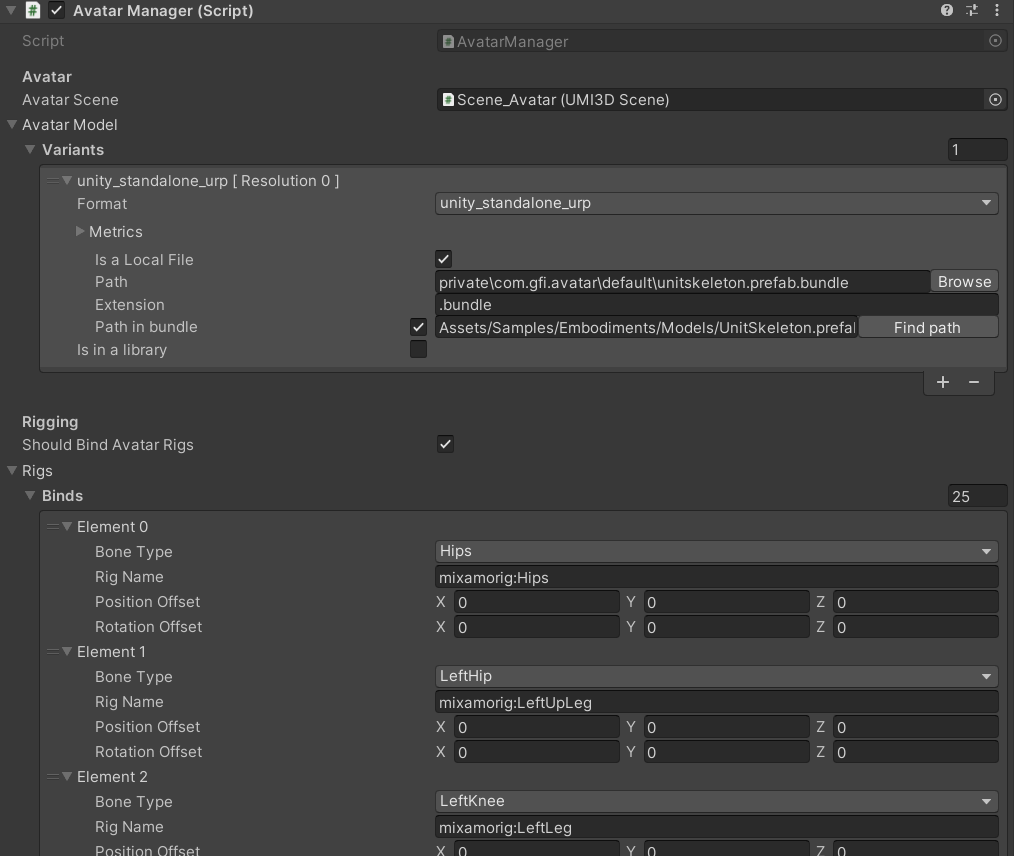 Avatar Manager (Script)
Script AvatarManager
Avatar
Avatar Scene Scene_Avatar (UMI3D Scene)
Avatar Model
Variants 1
unity_standalone_urp [ Resolution 0 ]
Format unity_standalone_urp
Metrics
Is a Local File
Path private\com.gfi.avatar\default\unitskeleton.prefab.bundle Browse
Extension .bundle
Path in bundle Assets/Samples/Embodiments/Models/UnitSkeleton.prefal Find path
Is in a library
+ −
Rigging
Should Bind Avatar Rigs
Rigs
Binds 25
Element 0
Bone Type Hips
Rig Name mixamorig:Hips
Position Offset X 0 Y 0 Z 0
Rotation Offset X 0 Y 0 Z 0
Element 1
Bone Type LeftHip
Rig Name mixamorig:LeftUpLeg
Position Offset X 0 Y 0 Z 0
Rotation Offset X 0 Y 0 Z 0
Element 2
Bone Type LeftKnee
Rig Name mixamorig:LeftLeg
Position Offset X 0 Y 0 Z 0